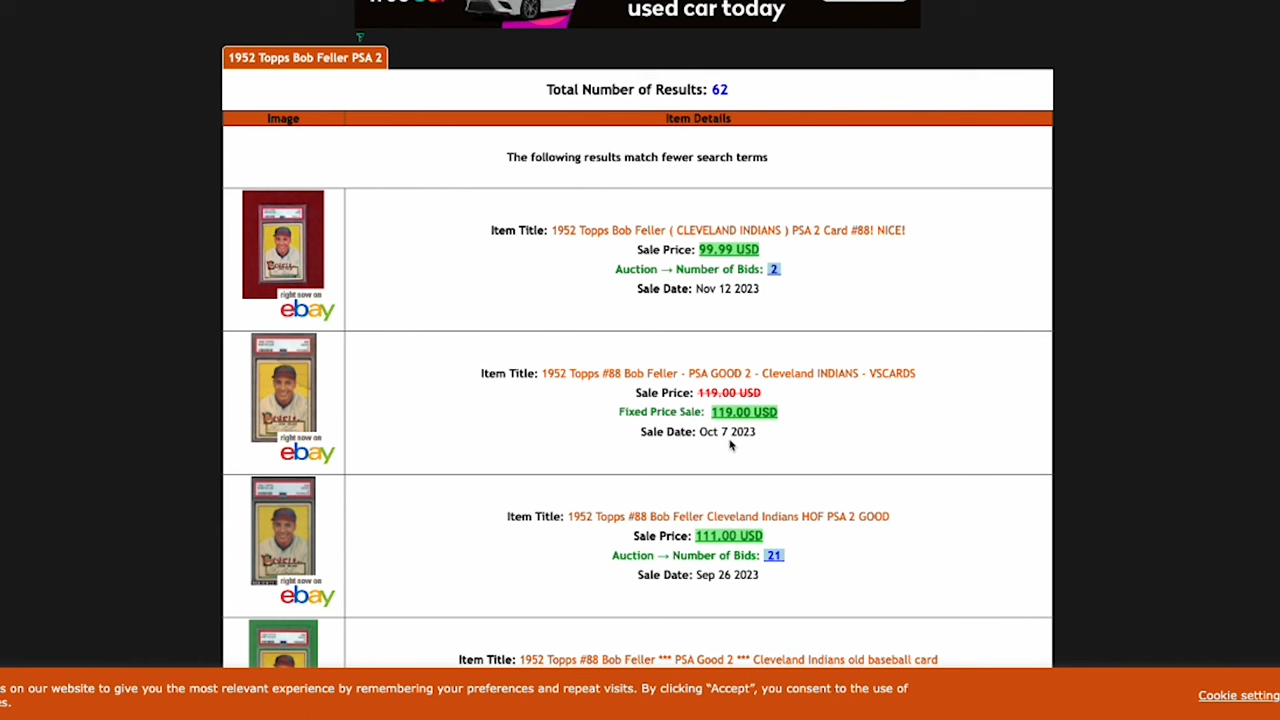 used car today
1952 Topps Bob Feller PSA 2
Total Number of Results: 62
Image Item Details
The following results match fewer search terms
Item Title: 1952 Topps Bob Feller ( CLEVELAND INDIANS ) PSA 2 Card #88! NICE!
Sale Price: 99.99 USD
Auction → Number of Bids: 2
Sale Date: Nov 12 2023
right now on
ebay
Item Title: 1952 Topps #88 Bob Feller - PSA GOOD 2 - Cleveland INDIANS - VSCARDS
Sale Price: 119.00 USD
Fixed Price Sale: 119.00 USD
Sale Date: Oct 7 2023
right now on
ebay
Item Title: 1952 Topps #88 Bob Feller Cleveland Indians HOF PSA 2 GOOD
Sale Price: 111.00 USD
Auction → Number of Bids: 21
Sale Date: Sep 26 2023
right now on
ebay
Item Title: 1952 Topps #88 Bob Feller *** PSA Good 2 *** Cleveland Indians old baseball card
s on our website to give you the most relevant experience by remembering your preferences and repeat visits. By clicking “Accept”, you consent to the use of
es.
Cookie setting